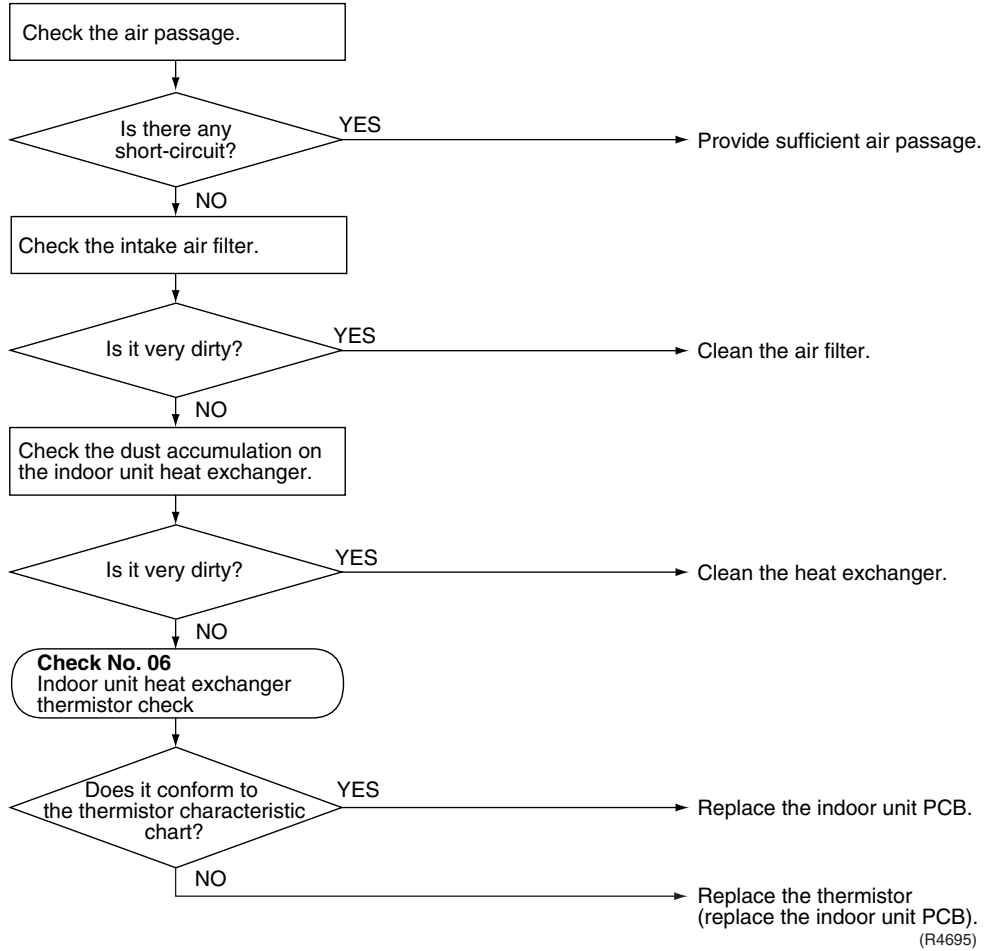 Check the air passage.
Is there any
short-circuit?
YES
Provide sufficient air passage.
NO
Check the intake air filter.
Is it very dirty?
YES
Clean the air filter.
NO
Check the dust accumulation on
the indoor unit heat exchanger.
Is it very dirty?
YES
Clean the heat exchanger.
NO
Check No. 06
Indoor unit heat exchanger
thermistor check
Does it conform to
the thermistor characteristic
chart?
YES
Replace the indoor unit PCB.
NO
Replace the thermistor
(replace the indoor unit PCB).
(R4695)